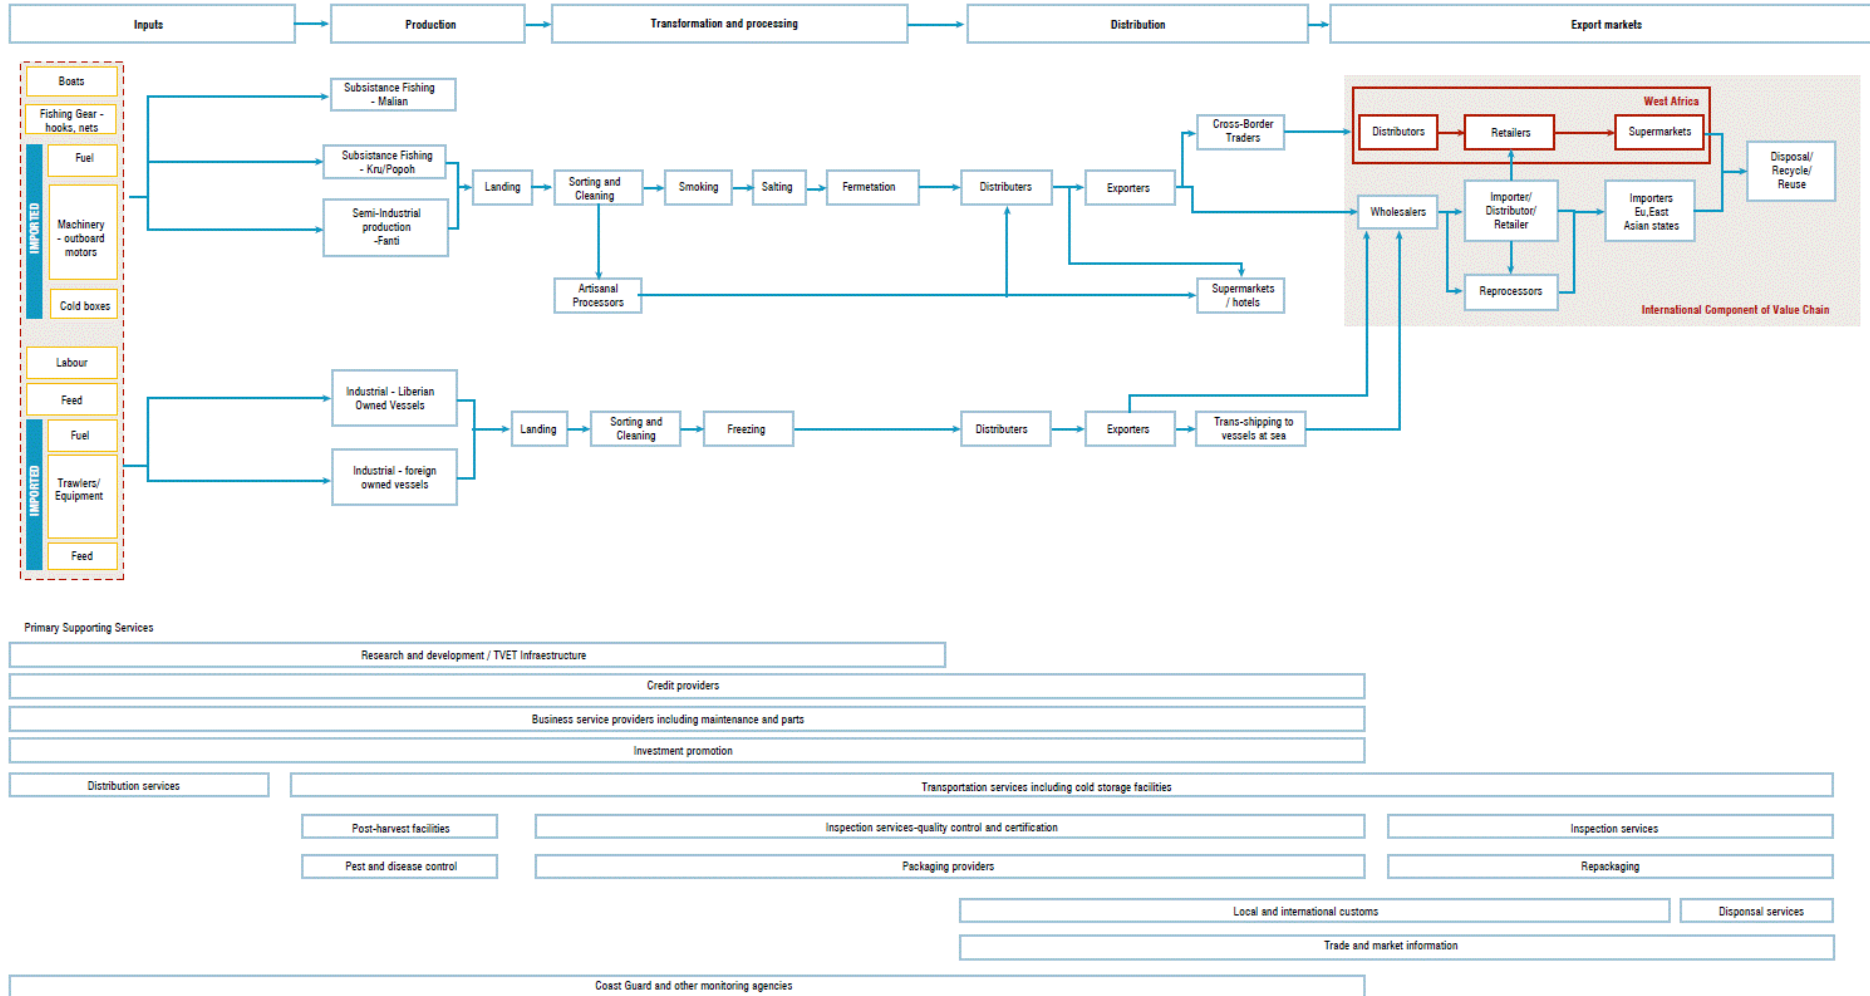 Inputs
Production
Transformation and processing
Distribution
Export markets
Boats
Fishing Gear -
hooks, nets
IMPORTED
Fuel
Machinery
- outboard
motors
Cold boxes
Labour
Feed
IMPORTED
Fuel
Trawlers/
Equipment
Feed
Subsistance Fishing
- Malian
Subsistance Fishing
- Kru/Popoh
Semi-Industrial
production
-Fanti
Landing
Sorting and
Cleaning
Smoking
Salting
Fermetation
Distributers
Exporters
Cross-Border
Traders
Artisanal
Processors
Supermarkets
/ hotels
West Africa
Distributors
Retailers
Supermarkets
Wholesalers
Importer/
Distributor/
Retailer
Importers
Eu,East
Asian states
Reprocessors
Disposal/
Recycle/
Reuse
International Component of Value Chain
Industrial - Liberian
Owned Vessels
Industrial - foreign
owned vessels
Landing
Sorting and
Cleaning
Freezing
Distributers
Exporters
Trans-shipping to
vessels at sea
Primary Supporting Services
Research and development / TVET Infraestructure
Credit providers
Business service providers including maintenance and parts
Investment promotion
Distribution services
Transportation services including cold storage facilities
Post-harvest facilities
Inspection services-quality control and certification
Inspection services
Pest and disease control
Packaging providers
Repackaging
Local and international customs
Disponsal services
Trade and market information
Coast Guard and other monitoring agencies